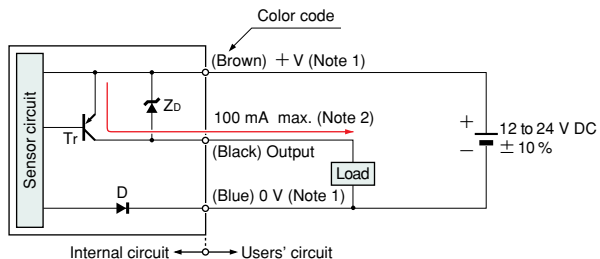 Color code
(Brown) + V (Note 1)
Sensor circuit
Tr
ZD
100 mA max. (Note 2)
(Black) Output
+
−
12 to 24 V DC
± 10 %
Load
D
(Blue) 0 V (Note 1)
Internal circuit
Users' circuit